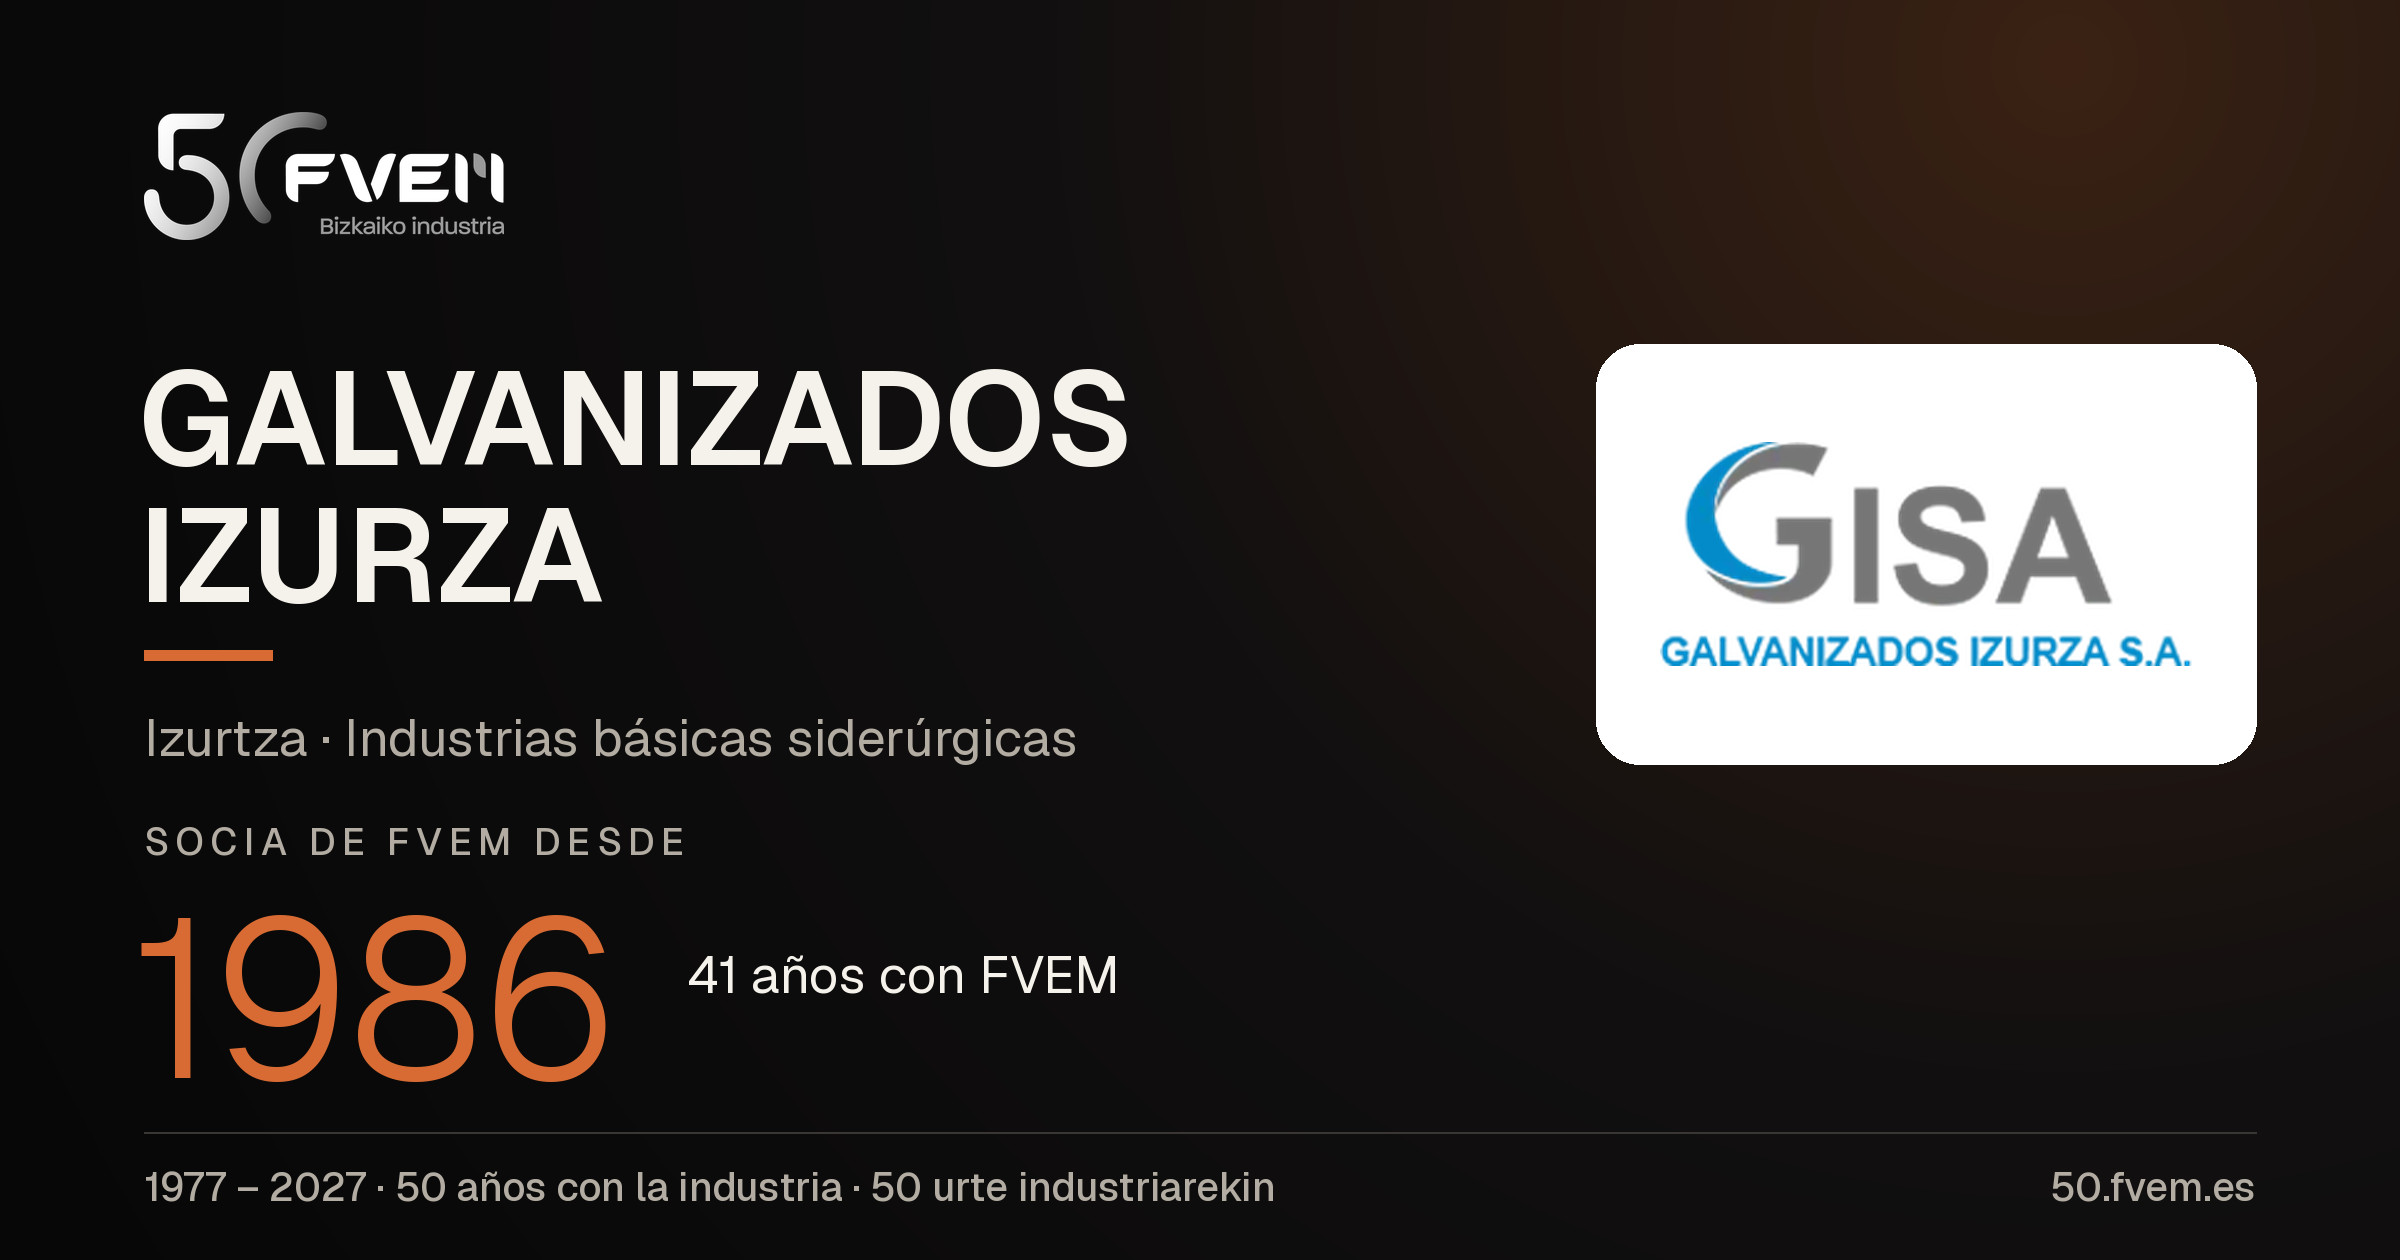 50 FVEM
Bizkaiko industria
GALVANIZADOS
IZURZA
GISA
GALVANIZADOS IZURZA S.A.
Izurtza · Industrias básicas siderúrgicas
SOCIA DE FVEM DESDE
1986
41 años con FVEM
1977 – 2027 · 50 años con la industria · 50 urte industriarekin
50.fvem.es